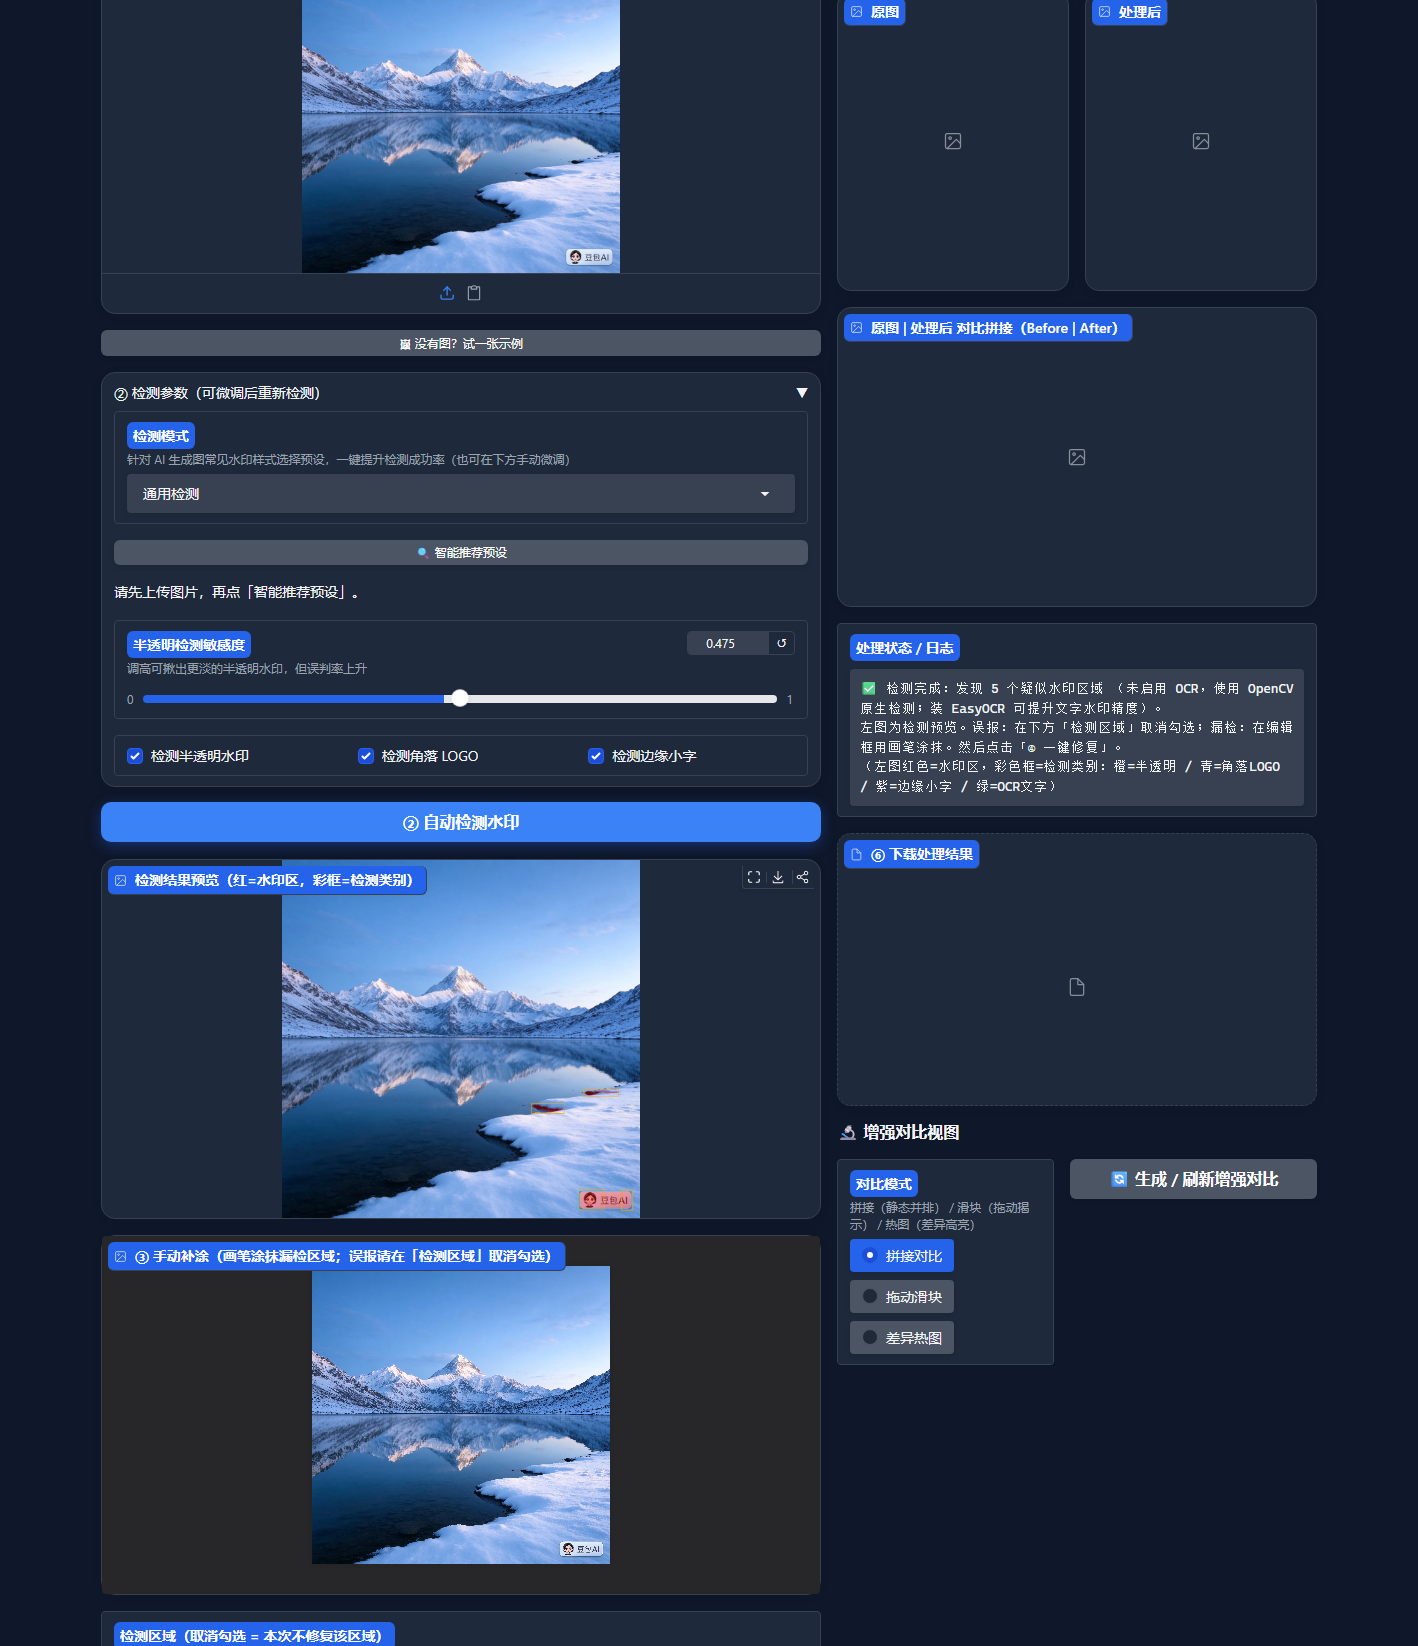 豆包AI
没有图？试一张示例
② 检测参数（可微调后重新检测）
检测模式
针对 AI 生成图常见水印样式选择预设，一键提升检测成功率（也可在下方手动微调）
通用检测
智能推荐预设
请先上传图片，再点「智能推荐预设」。
半透明检测敏感度
0.475
调高可揪出更淡的半透明水印，但误判率上升
0
1
检测半透明水印
检测角落 LOGO
检测边缘小字
② 自动检测水印
检测结果预览（红=水印区，彩框=检测类别）
豆包AI
③ 手动补涂（画笔涂抹漏检区域；误报请在「检测区域」取消勾选）
豆包AI
检测区域（取消勾选 = 本次不修复该区域）
原图
处理后
原图 | 处理后 对比拼接（Before | After）
处理状态 / 日志
检测完成：发现 5 个疑似水印区域 （未启用 OCR，使用 OpenCV
原生检测；装 EasyOCR 可提升文字水印精度）。
左图为检测预览。误报：在下方「检测区域」取消勾选；漏检：在编辑
框用画笔涂抹。然后点击「 一键修复」。
（左图红色=水印区，彩色框=检测类别：橙=半透明 / 青=角落LOGO
/ 紫=边缘小字 / 绿=OCR文字）
⑥ 下载处理结果
增强对比视图
对比模式
拼接（静态并排） / 滑块（拖动揭
示） / 热图（差异高亮）
拼接对比
拖动滑块
差异热图
生成 / 刷新增强对比